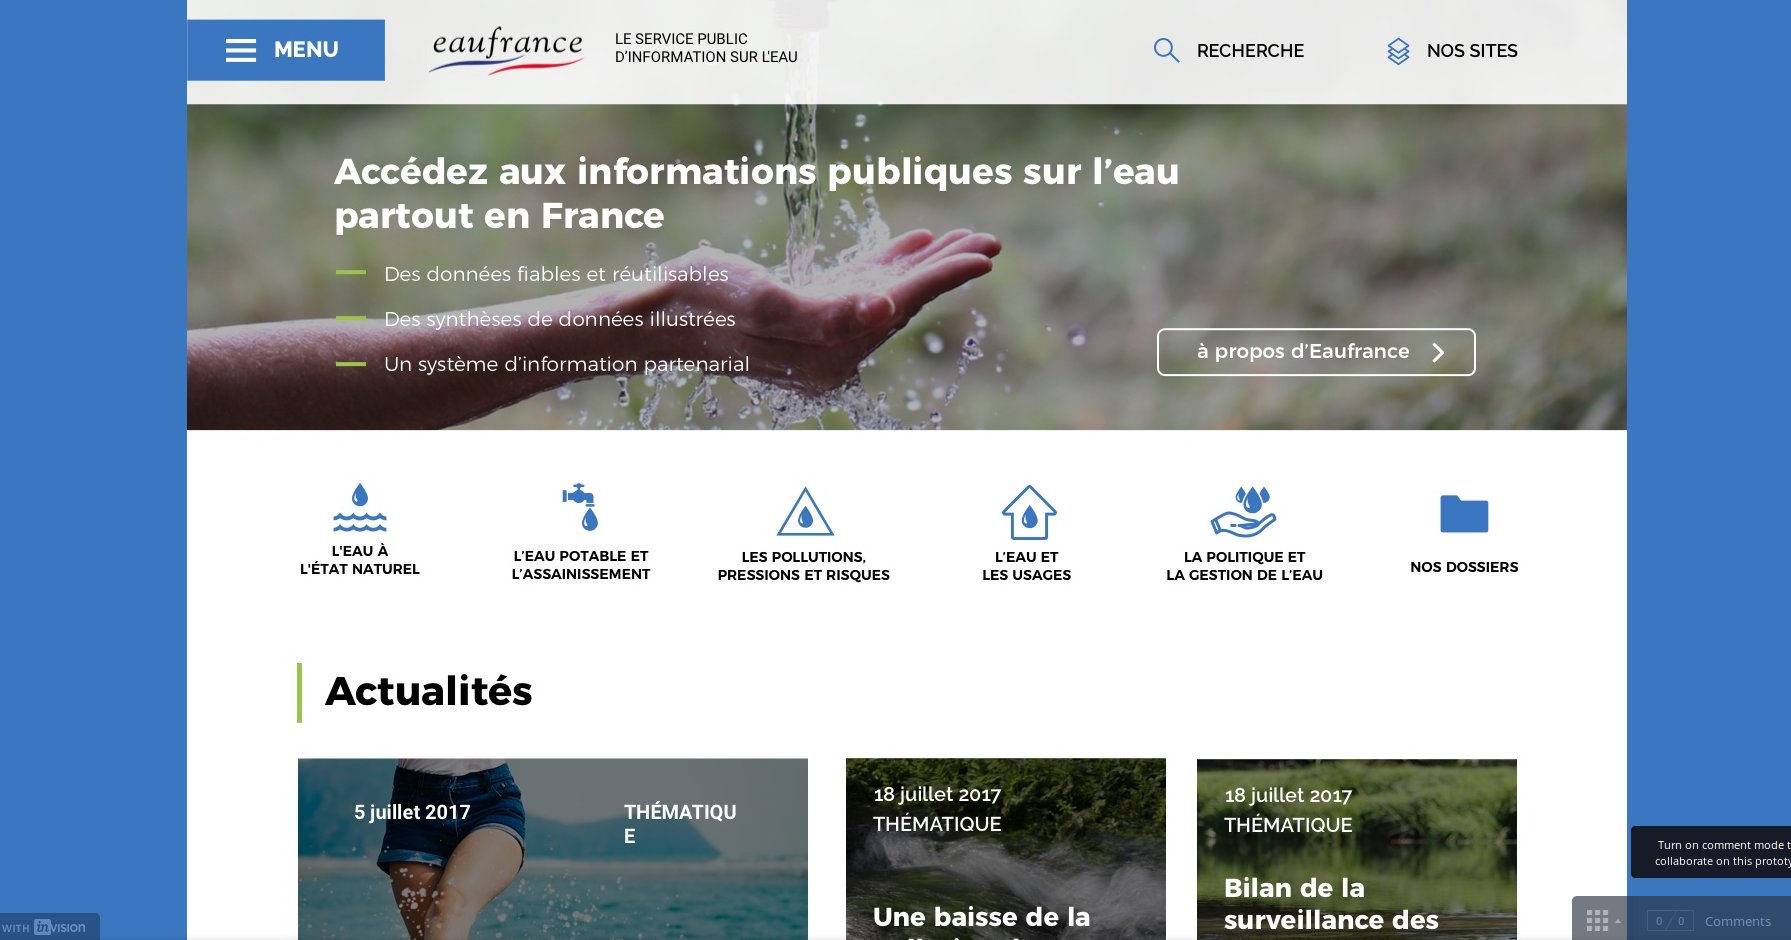 MENU
eaufrance
LE SERVICE PUBLIC
D'INFORMATION SUR L'EAU
RECHERCHE
NOS SITES
Accédez aux informations publiques sur l’eau
partout en France
Des données fiables et réutilisables
Des synthèses de données illustrées
Un système d’information partenarial
à propos d’Eaufrance
L'EAU À
L'ÉTAT NATUREL
L’EAU POTABLE ET
L’ASSAINISSEMENT
LES POLLUTIONS,
PRESSIONS ET RISQUES
L’EAU ET
LES USAGES
LA POLITIQUE ET
LA GESTION DE L’EAU
NOS DOSSIERS
Actualités
5 juillet 2017
THÉMATIQU
E
18 juillet 2017
THÉMATIQUE
Une baisse de la
18 juillet 2017
THÉMATIQUE
Bilan de la
surveillance des
Turn on comment mode
collaborate on this
WITH invision
0 / 0 Comments